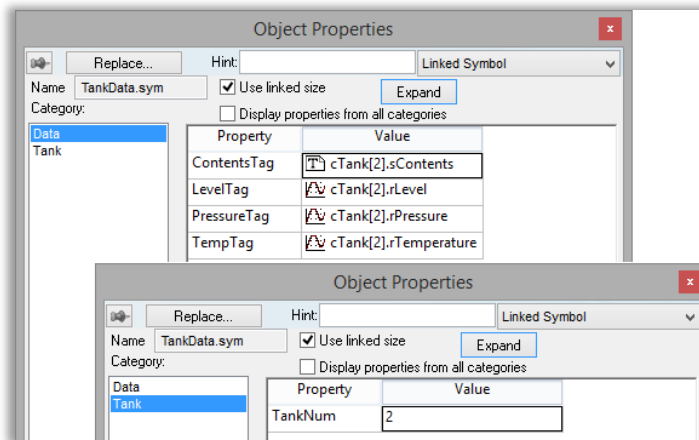 Object Properties
x
Replace... Hint: Linked Symbol
Name TankData.sym Use linked size Expand
Category: Display properties from all categories
Data
Tank
Property Value
ContentsTag T cTank[2].sContents
LevelTag cTank[2].rLevel
PressureTag cTank[2].rPressure
TempTag cTank[2].rTemperature
Object Properties
x
Replace... Hint: Linked Symbol
Name TankData.sym Use linked size Expand
Category: Display properties from all categories
Data
Tank
Property Value
TankNum 2